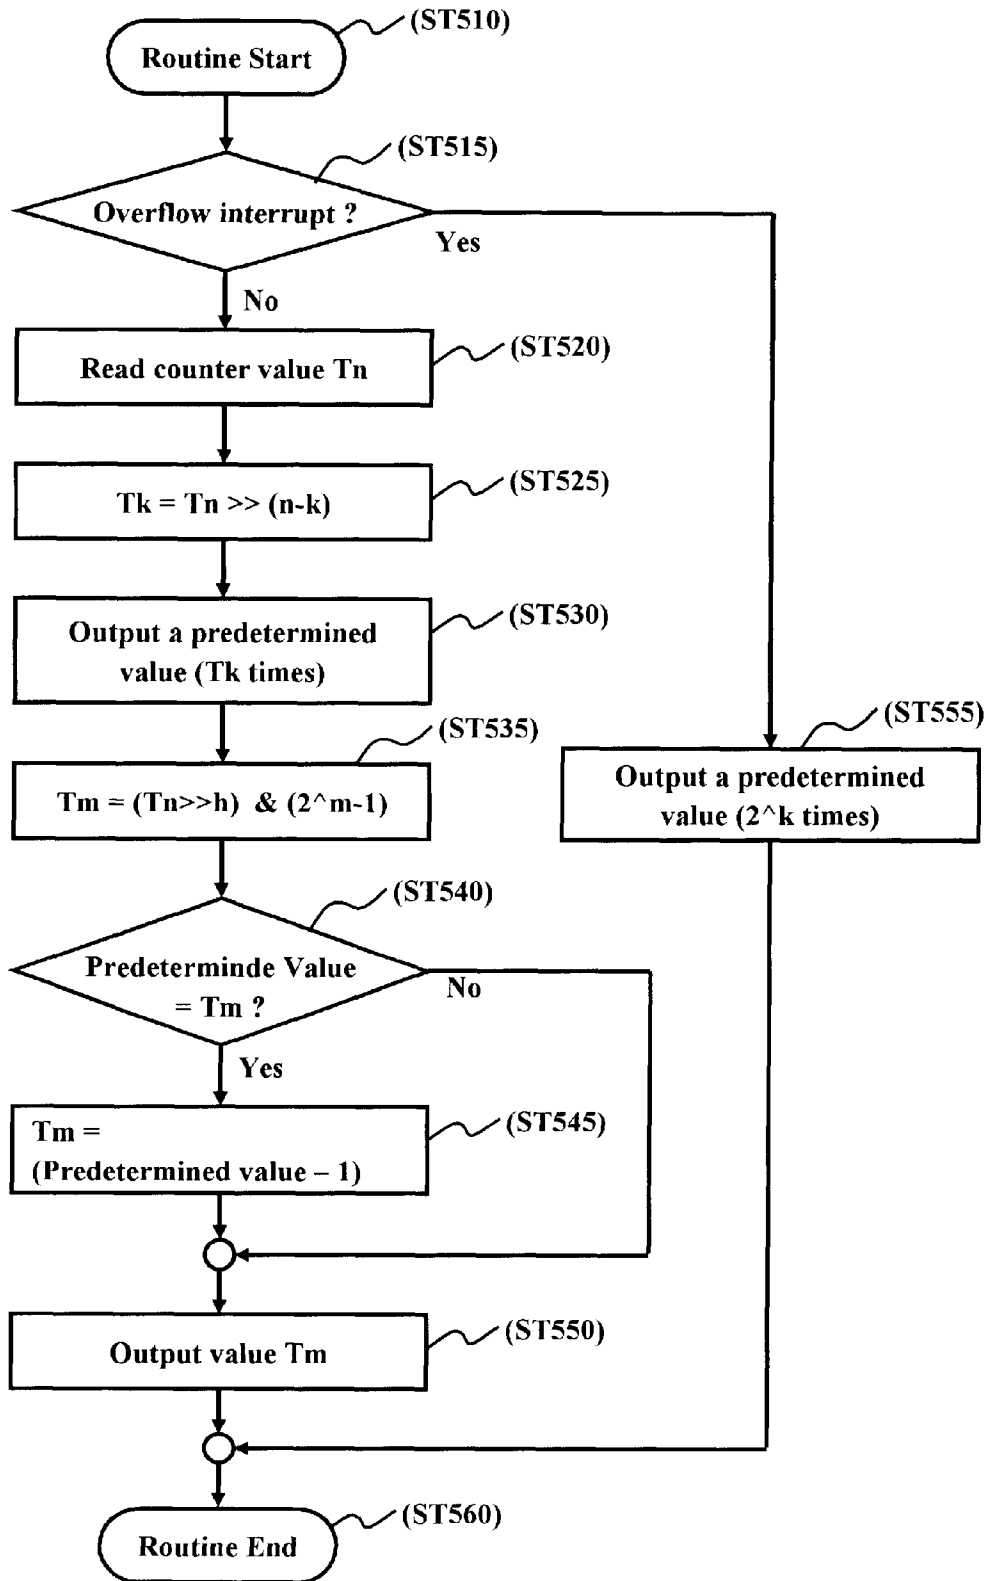 (ST510)
Routine Start
(ST515)
Overflow interrupt ?
Yes
No
(ST520)
Read counter value Tn
(ST525)
Tk = Tn >> (n-k)
(ST530)
Output a predetermined
value (Tk times)
(ST535)
Tm = (Tn>>h) & (2^m-1)
(ST555)
Output a predetermined
value (2^k times)
(ST540)
Predeterminde Value
= Tm ?
No
Yes
(ST545)
Tm =
(Predetermined value – 1)
(ST550)
Output value Tm
(ST560)
Routine End